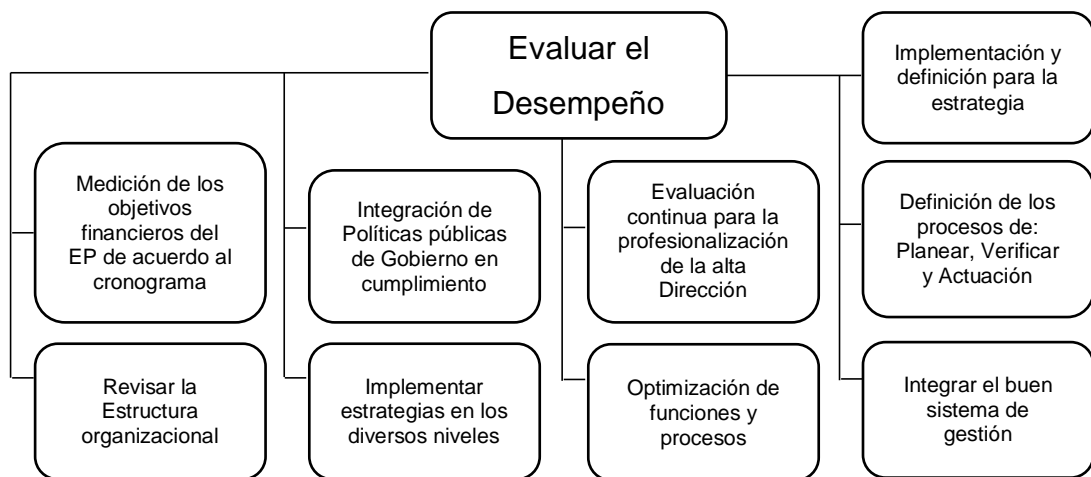 Evaluar el
Desempeño
Implementación y
definición para la
estrategia
Medición de los
objetivos
financieros del
EP de acuerdo al
cronograma
Integración de
Políticas públicas
de Gobierno en
cumplimiento
Evaluación
continua para la
profesionalización
de la alta
Dirección
Definición de los
procesos de:
Planear, Verificar
y Actuación
Revisar la
Estructura
organizacional
Implementar
estrategias en los
diversos niveles
Optimización de
funciones y
procesos
Integrar el buen
sistema de
gestión